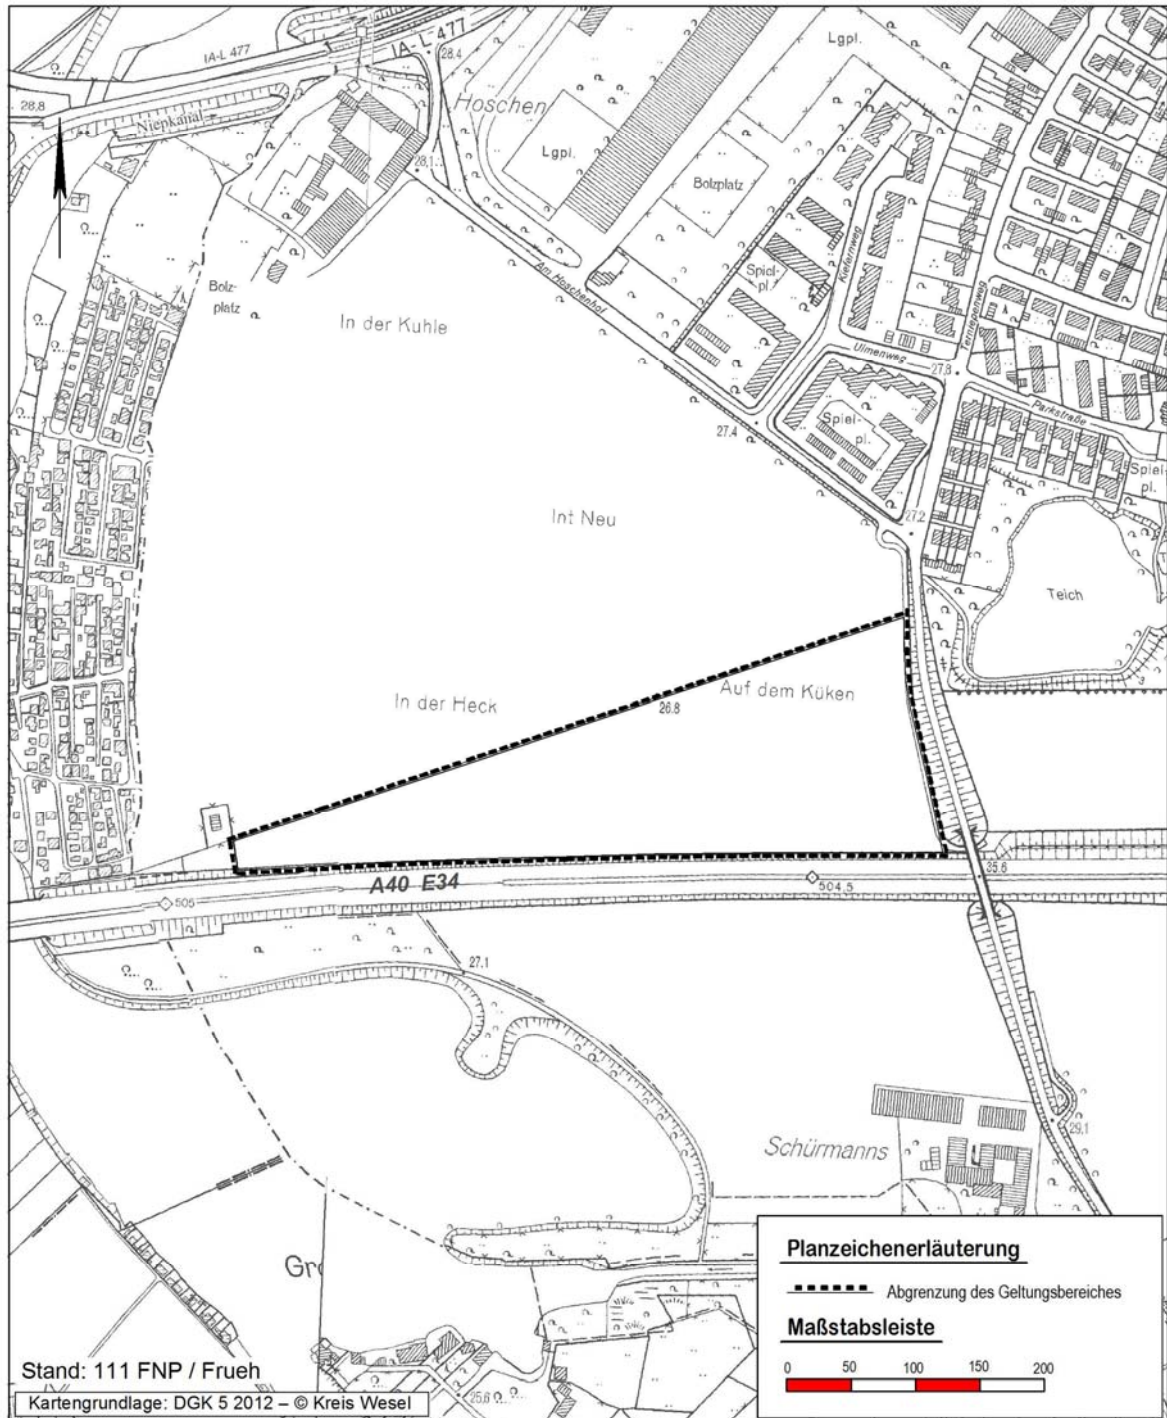 IA-L 477
IA-L 477
28,4
28,8
Niepkanal
Hoschen
Lgpl.
Lgpl.
28,1
Bolzplatz
Am Hoschenhof
Spiel-
pl.
Kiefernweg
Bolz-
platz
In der Kuhle
Ulmenweg
27,8
Parkstraße
27,4
Spiel-
pl.
Spiel-
pl.
27,2
Int Neu
Teich
In der Heck
Auf dem Küken
26.8
3
A40 E34
504,5
35.6
505
27.1
29,1
Schürmanns
Planzeichenerläuterung
Abgrenzung des Geltungsbereiches
Maßstabsleiste
0 50 100 150 200
Stand: 111 FNP / Frueh
25,6
Kartengrundlage: DGK 5 2012 – © Kreis Wesel